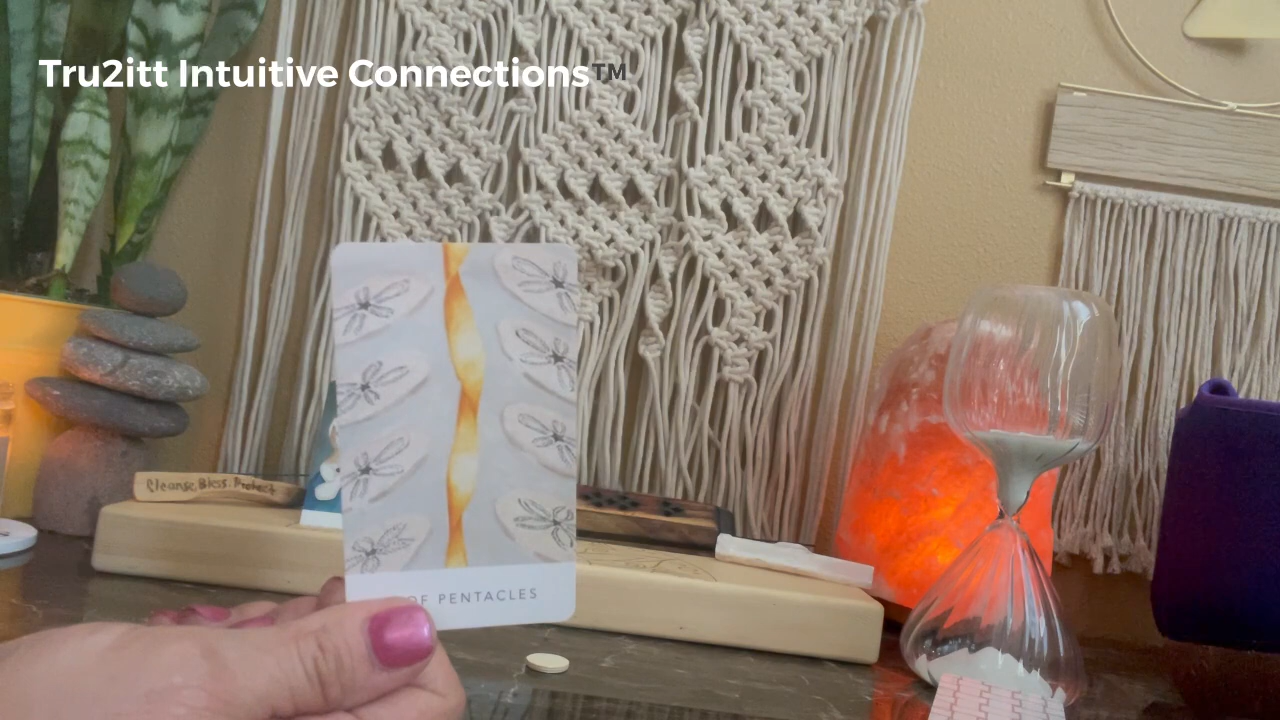 Tru2itt Intuitive Connections™
Cleanse. Bless. Protect
OF PENTACLES